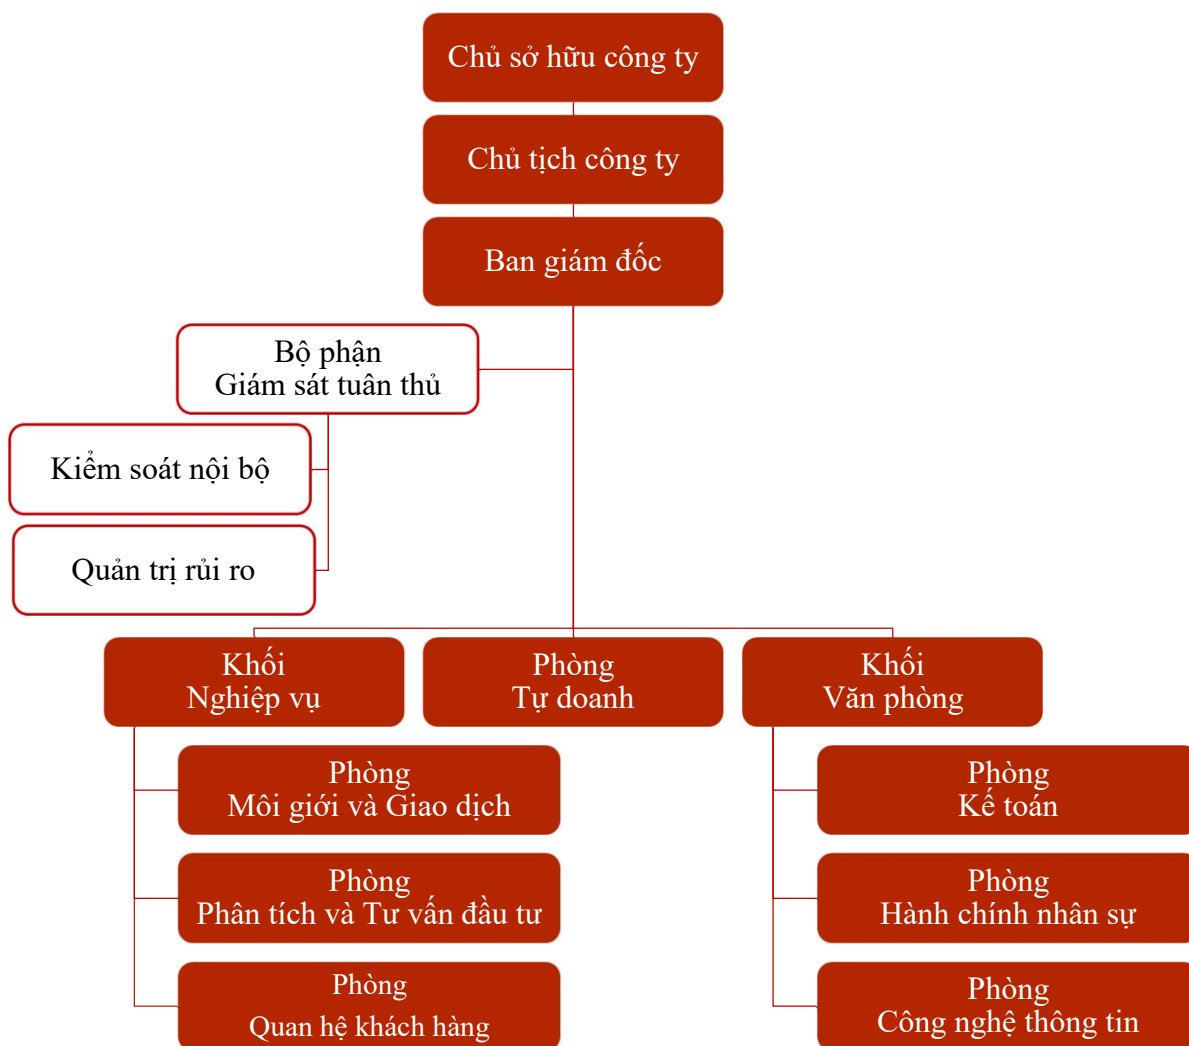 Chủ sở hữu công ty
Chủ tịch công ty
Ban giám đốc
Bộ phận
Giám sát tuân thủ
Kiểm soát nội bộ
Quản trị rủi ro
Khối
Nghiệp vụ
Phòng
Tự doanh
Khối
Văn phòng
Phòng
Môi giới và Giao dịch
Phòng
Phân tích và Tư vấn đầu tư
Phòng
Quan hệ khách hàng
Phòng
Kế toán
Phòng
Hành chính nhân sự
Phòng
Công nghệ thông tin